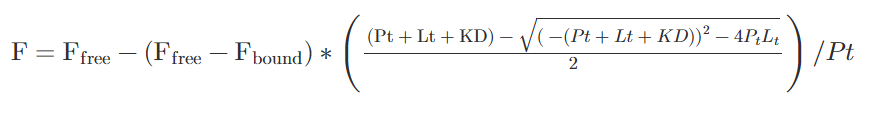 F = F_free − (F_free − F_bound) * ( ((Pt + Lt + KD) − √((−(Pt + Lt + KD))² − 4P_tL_t)) / 2 ) /Pt